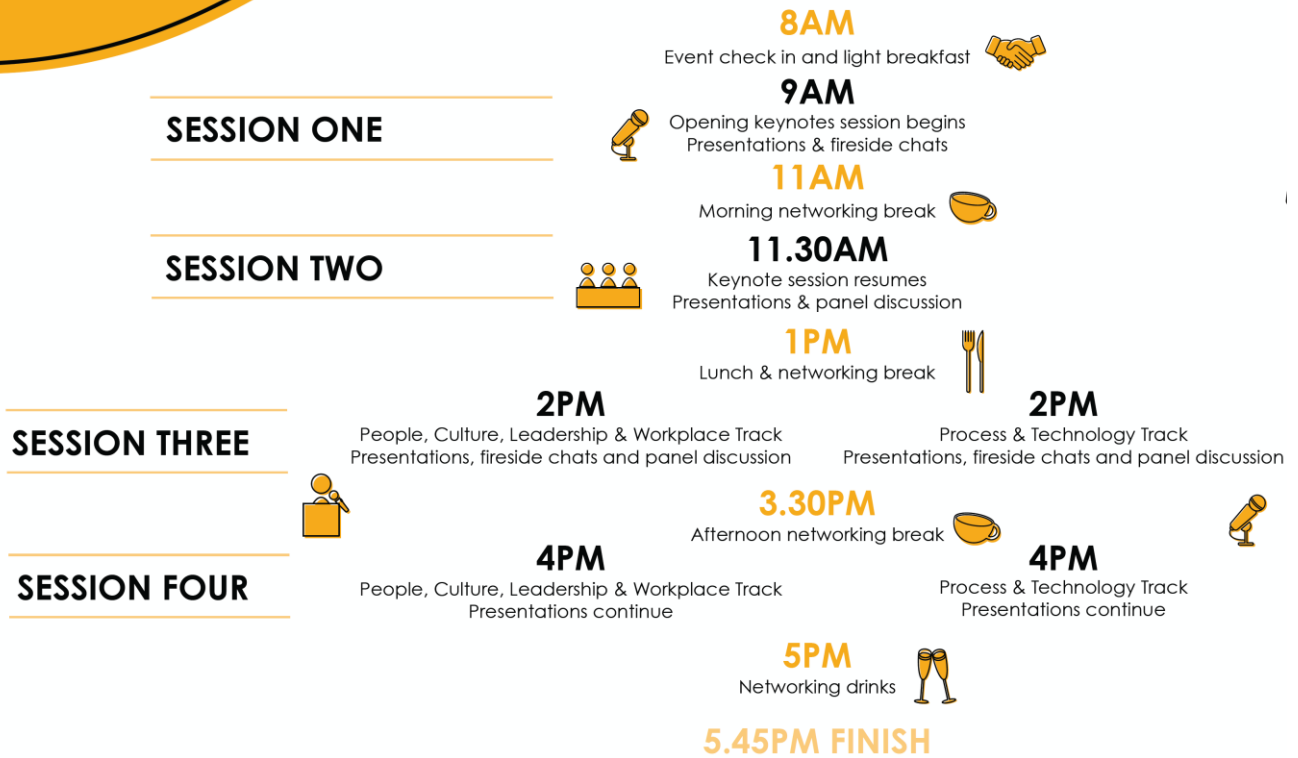 8AM
Event check in and light breakfast
9AM
SESSION ONE
Opening keynotes session begins
Presentations & fireside chats
11AM
Morning networking break
11.30AM
SESSION TWO
Keynote session resumes
Presentations & panel discussion
1PM
Lunch & networking break
SESSION THREE
2PM
People, Culture, Leadership & Workplace Track
Presentations, fireside chats and panel discussion
2PM
Process & Technology Track
Presentations, fireside chats and panel discussion
3.30PM
Afternoon networking break
SESSION FOUR
4PM
People, Culture, Leadership & Workplace Track
Presentations continue
4PM
Process & Technology Track
Presentations continue
5PM
Networking drinks
5.45PM FINISH